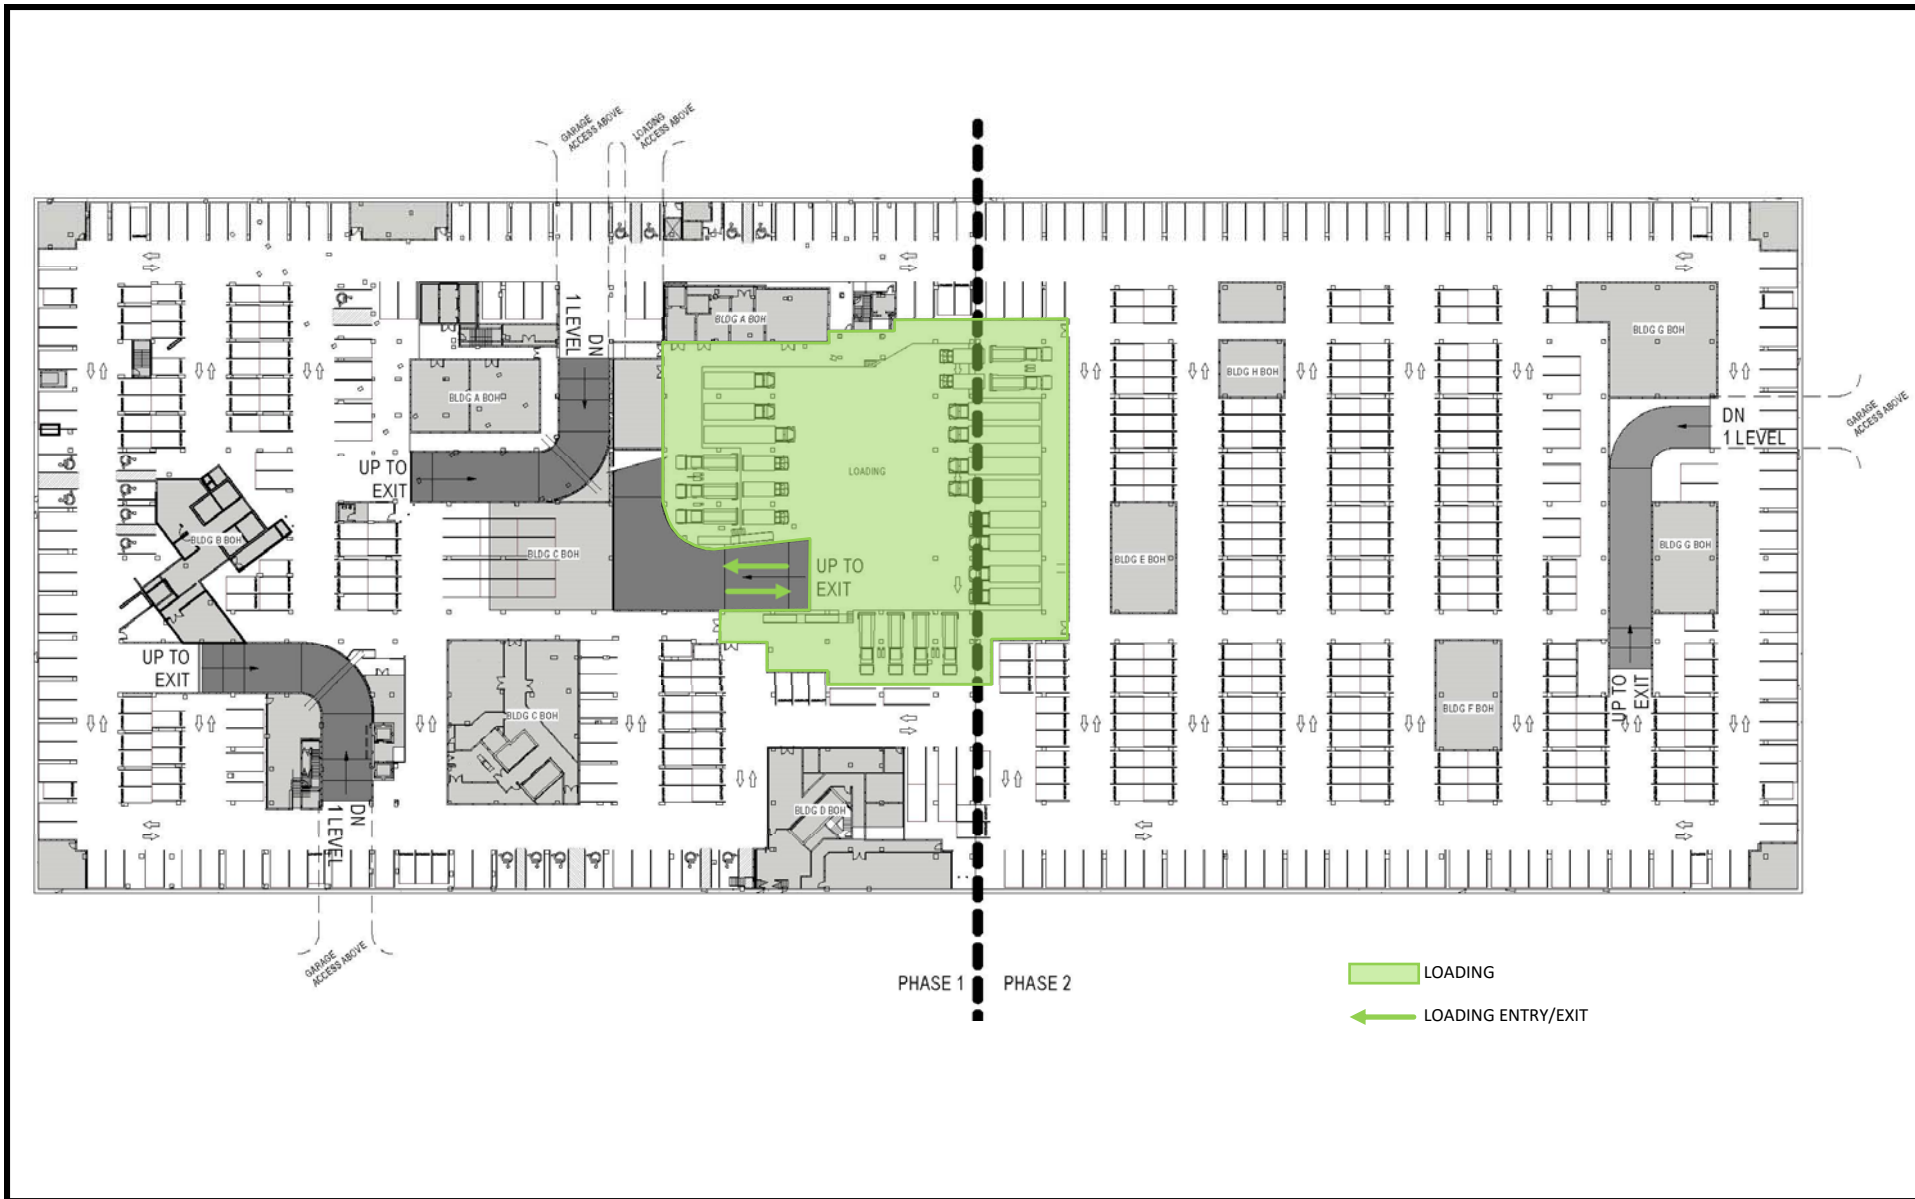 GARAGE
ACCESS ABOVE
LOADING
ACCESS ABOVE
1 LEVEL
DN
BLDG A BOH
BLDG A BOH
UP TO
EXIT
LOADING
BLDG B BOH
BLDG C BOH
UP TO
EXIT
UP TO
EXIT
BLDG C BOH
DN
1 LEVEL
BLDG D BOH
BLDG H BOH
BLDG G BOH
DN
1 LEVEL
GARAGE
ACCESS ABOVE
BLDG E BOH
BLDG G BOH
BLDG F BOH
UP TO
EXIT
GARAGE
ACCESS ABOVE
PHASE 1
PHASE 2
LOADING
LOADING ENTRY/EXIT